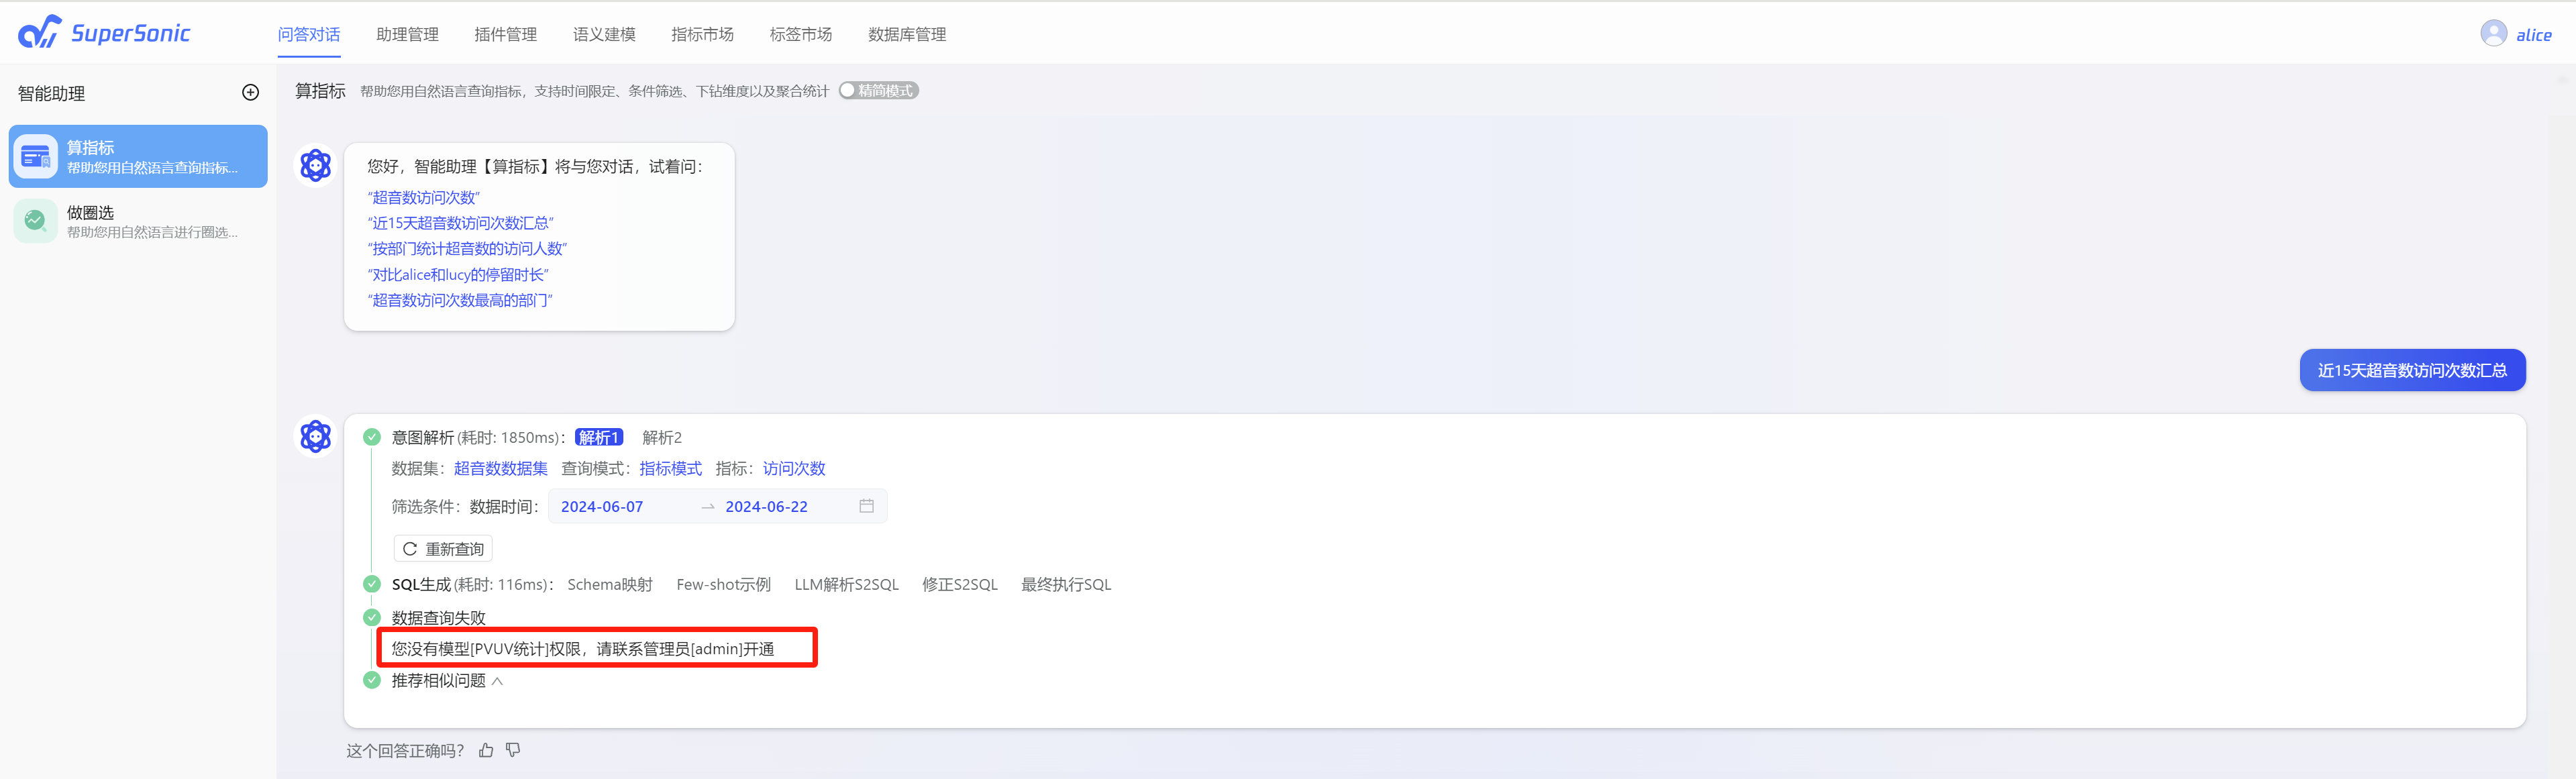 SuperSonic
问答对话 助理管理 插件管理 语义建模 指标市场 标签市场 数据库管理
alice
智能助理
算指标
帮助您用自然语言查询指标...
做圈选
帮助您用自然语言进行圈选...
算指标 帮助您用自然语言查询指标，支持时间限定、条件筛选、下钻维度以及聚合统计 精简模式
您好，智能助理【算指标】将与您对话，试着问：
“超音数访问次数”
“近15天超音数访问次数汇总”
“按部门统计超音数的访问人数”
“对比alice和lucy的停留时长”
“超音数访问次数最高的部门”
近15天超音数访问次数汇总
意图解析(耗时: 1850ms)： 解析1 解析2
数据集：超音数数据集 查询模式：指标模式 指标：访问次数
筛选条件：数据时间：2024-06-07 → 2024-06-22
重新查询
SQL生成(耗时: 116ms)： Schema映射 Few-shot示例 LLM解析S2SQL 修正S2SQL 最终执行SQL
数据查询失败
您没有模型[PVUV统计]权限，请联系管理员[admin]开通
推荐相似问题
这个回答正确吗？